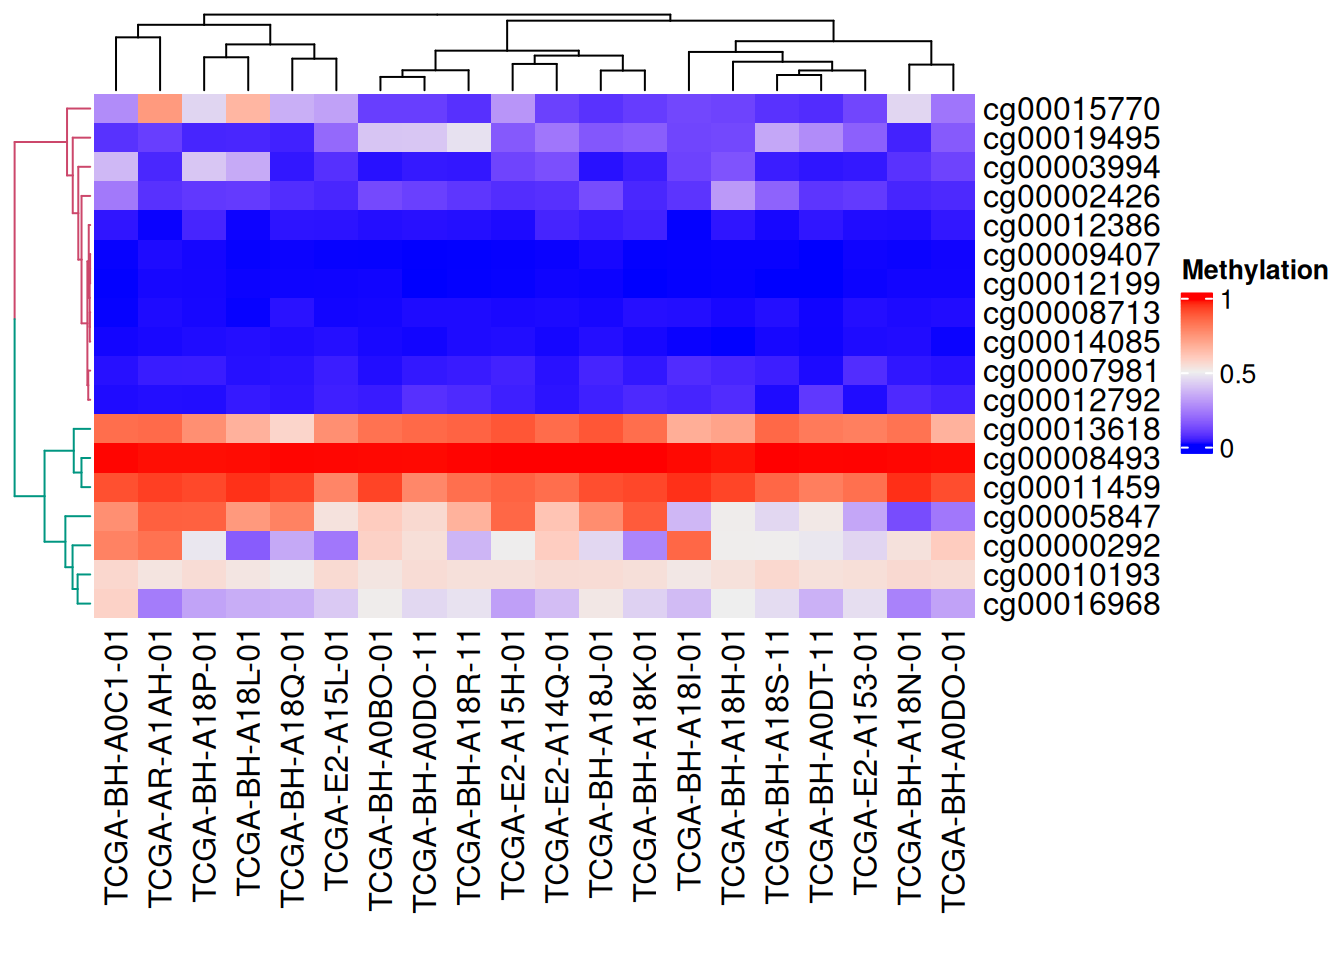 cg00015770
cg00019495
cg00003994
cg00002426
cg00012386
cg00009407
cg00012199
cg00008713
cg00014085
cg00007981
cg00012792
cg00013618
cg00008493
cg00011459
cg00005847
cg00000292
cg00010193
cg00016968
Methylation
1
0.5
0
TCGA-BH-A0C1-01
TCGA-AR-A1AH-01
TCGA-BH-A18P-01
TCGA-BH-A18L-01
TCGA-BH-A18Q-01
TCGA-E2-A15L-01
TCGA-BH-A0BO-01
TCGA-BH-A0DO-11
TCGA-BH-A18R-11
TCGA-E2-A15H-01
TCGA-E2-A14Q-01
TCGA-BH-A18J-01
TCGA-BH-A18K-01
TCGA-BH-A18I-01
TCGA-BH-A18H-01
TCGA-BH-A18S-11
TCGA-BH-A0DT-11
TCGA-E2-A153-01
TCGA-BH-A18N-01
TCGA-BH-A0DO-01